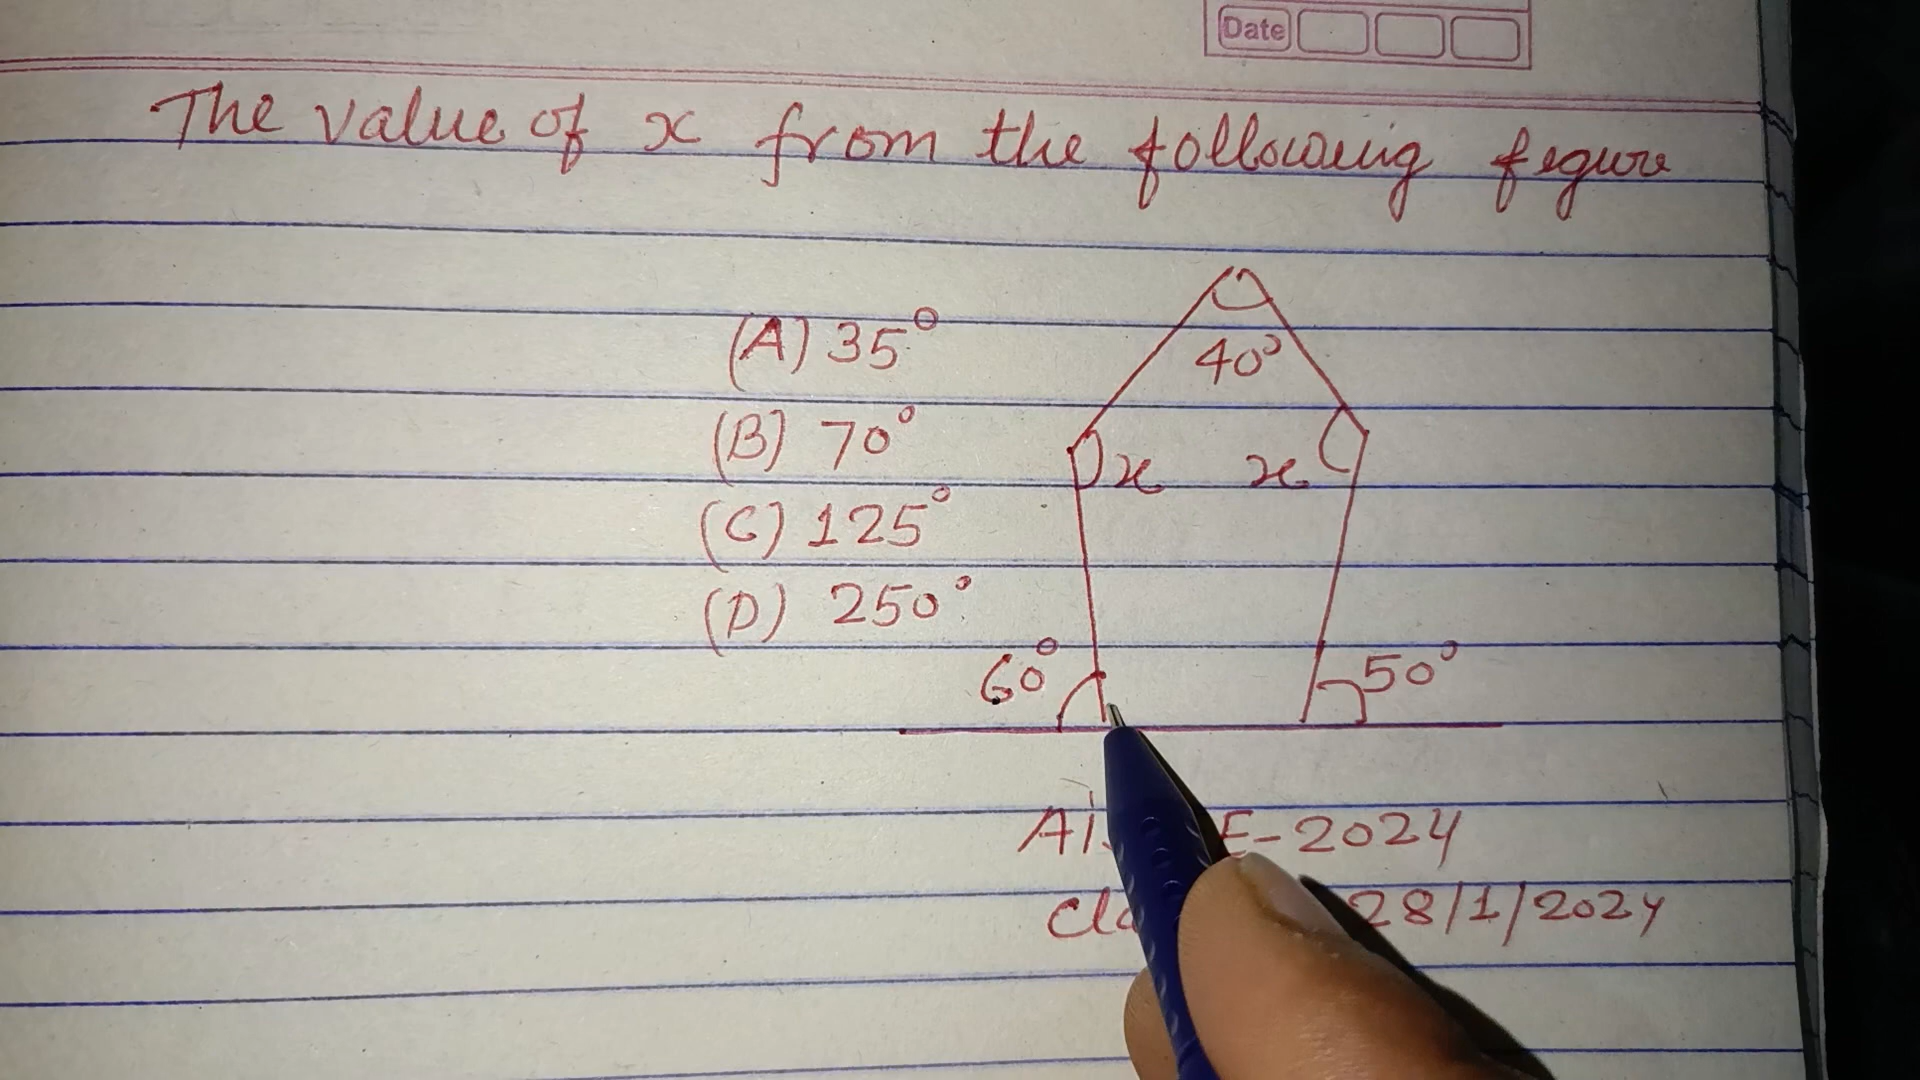 Date
The value of x from the following figure
(A) 35°
(B) 70°
(C) 125°
(D) 250°
40°
x x
60° 50°
E-2024
28/1/2024